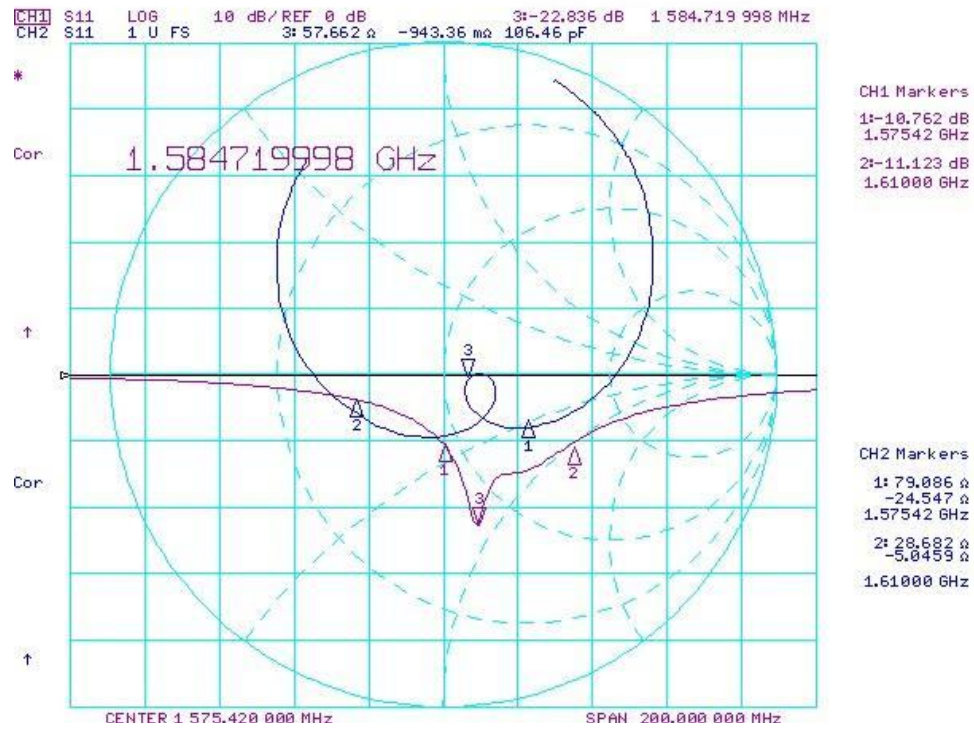 CH1 S11 LOG 10 dB/REF 0 dB 3:-22.836 dB 1 584.719 998 MHz
CH2 S11 1 U FS 3:57.662 Ω -943.36 mΩ 106.46 pF
*
CH1 Markers
1:-10.762 dB
1.57542 GHz
Cor
1.584719998 GHz
2:-11.123 dB
1.61000 GHz
↑
3
2
1
1
2
3
CH2 Markers
Cor
1:79.086 Ω
-24.547 Ω
1.57542 GHz
2:28.682 Ω
-5.0459 Ω
1.61000 GHz
↑
CENTER 1 575.420 000 MHz SPAN 200.000 000 MHz